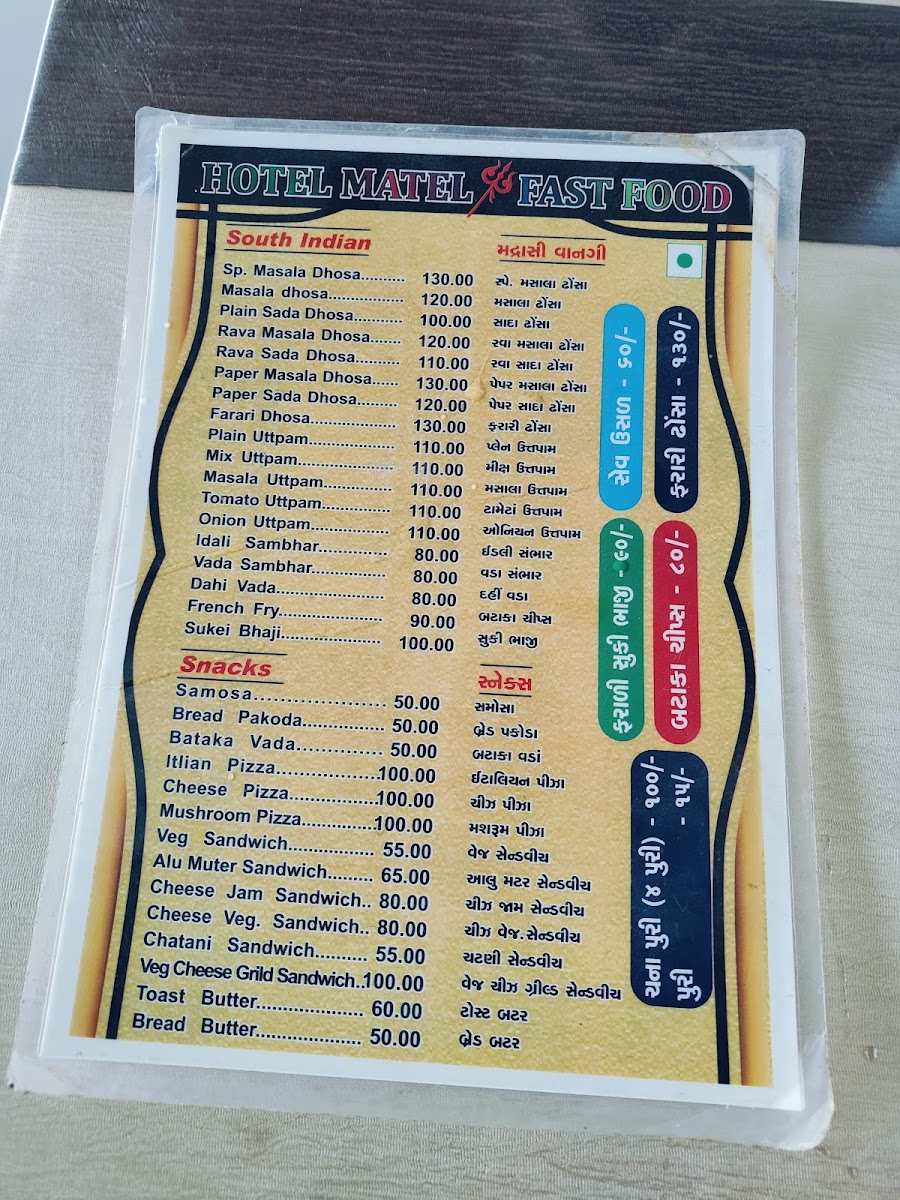 HOTEL MATEL FAST FOOD
South Indian મદ્રાસી વાનગી
Sp. Masala Dhosa.......... 130.00 સ્પે. મસાલા ઢોંસા
Masala dhosa................. 120.00 મસાલા ઢોંસા
Plain Sada Dhosa........... 100.00 સાદા ઢોંસા
Rava Masala Dhosa....... 120.00 રવા મસાલા ઢોંસા
Rava Sada Dhosa.......... 110.00 રવા સાદા ઢોંસા
Paper Masala Dhosa...... 130.00 પેપર મસાલા ઢોંસા
Paper Sada Dhosa......... 120.00 પેપર સાદા ઢોંસા
Farari Dhosa................... 130.00 ફરારી ઢોંસા
Plain Uttpam................... 110.00 પ્લેન ઉત્તપામ
Mix Uttpam..................... 110.00 મીક્ષ ઉત્તપામ
Masala Uttpam............... 110.00 મસાલા ઉત્તપામ
Tomato Uttpam............... 110.00 ટામેટાં ઉત્તપામ
Onion Uttpam................. 110.00 ઓનિયન ઉત્તપામ
Idali Sambhar............... 80.00 ઈડલી સંભાર
Vada Sambhar................ 80.00 વડા સંભાર
Dahi Vada........................ 80.00 દહીં વડા
French Fry....................... 90.00 બટાકા ચીપ્સ
Sukei Bhaji...................... 100.00 સુકી ભાજી
Snacks સ્નેક્સ
Samosa...................... 50.00 સમોસા
Bread Pakoda.................. 50.00 બ્રેડ પકોડા
Bataka Vada............... 50.00 બટાકા વડાં
Itlian Pizza....................100.00 ઈટાલિયન પીઝા
Cheese Pizza.................100.00 ચીઝ પીઝા
Mushroom Pizza..............100.00 મશરૂમ પીઝા
Veg Sandwich................. 55.00 વેજ સેન્ડવીચ
Alu Muter Sandwich......... 65.00 આલુ મટર સેન્ડવીચ
Cheese Jam Sandwich.. 80.00 ચીઝ જામ સેન્ડવીચ
Cheese Veg. Sandwich.. 80.00 ચીઝ વેજ.સેન્ડવીચ
Chatani Sandwich........... 55.00 ચટણી સેન્ડવીચ
Veg Cheese Grild Sandwich..100.00 વેજ ચીઝ ગ્રીલ્ડ સેન્ડવીચ
Toast Butter..................... 60.00 ટોસ્ટ બટર
Bread Butter..................... 50.00 બ્રેડ બટર
સેવ ઉસળ - ૬૦/-
ફરારી ઢોંસા - ૧૩૦/-
ફરાળી સુકી ભાજી - ૯૦/-
બટાકા ચીપ્સ - ૮૦/-
ચના પુરી (૪ પુરી) - ૧૦૦/-
પુરી - ૧૫/-